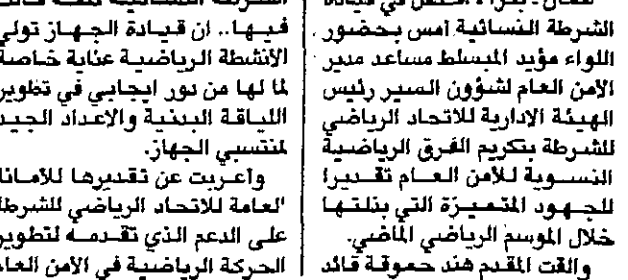 الشرطة النسائية أمس بحضور
اللواء مؤيد المبسلط مساعد مدير
الأمن العام لشؤون السير رئيس
الهيئة الإدارية للاتحاد الرياضي
للشرطة بتكريم الفرق الرياضية
النسوية للأمن العام تقديرا
للجهود المتميزة التي بذلتها
خلال الموسم الرياضي الماضي.
وألقت المقدم هند حموقة قائد
فيها.. ان قيادة الجهاز تولي
الأنشطة الرياضية عناية خاصة
لما لها من دور ايجابي في تطوير
اللياقة البدنية والاعداد الجيد
لمنتسبي الجهاز.
وأعربت عن تقديرها للأمانة
العامة للاتحاد الرياضي للشرطة
على الدعم الذي تقدمه لتطوير
الحركة الرياضية في الأمن العام